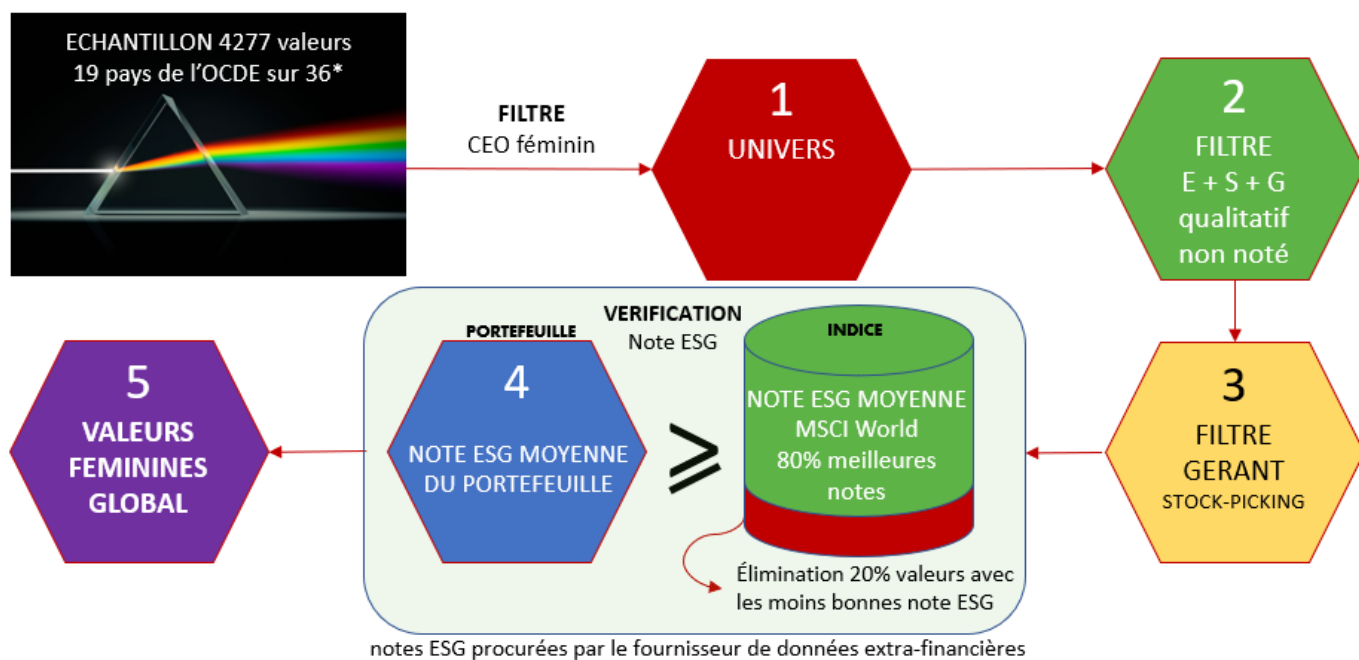 ECHANTILLON 4277 valeurs
19 pays de l'OCDE sur 36*
FILTRE
CEO féminin
1
UNIVERS
2
FILTRE
E + S + G
qualitatif
non noté
3
FILTRE
GERANT
STOCK-PICKING
VERIFICATION
Note ESG
PORTEFEUILLE
4
NOTE ESG MOYENNE
DU PORTEFEUILLE
⩾
INDICE
NOTE ESG MOYENNE
MSCI World
80% meilleures
notes
Élimination 20% valeurs avec
les moins bonnes note ESG
5
VALEURS
FEMININES
GLOBAL
notes ESG procurées par le fournisseur de données extra-financières